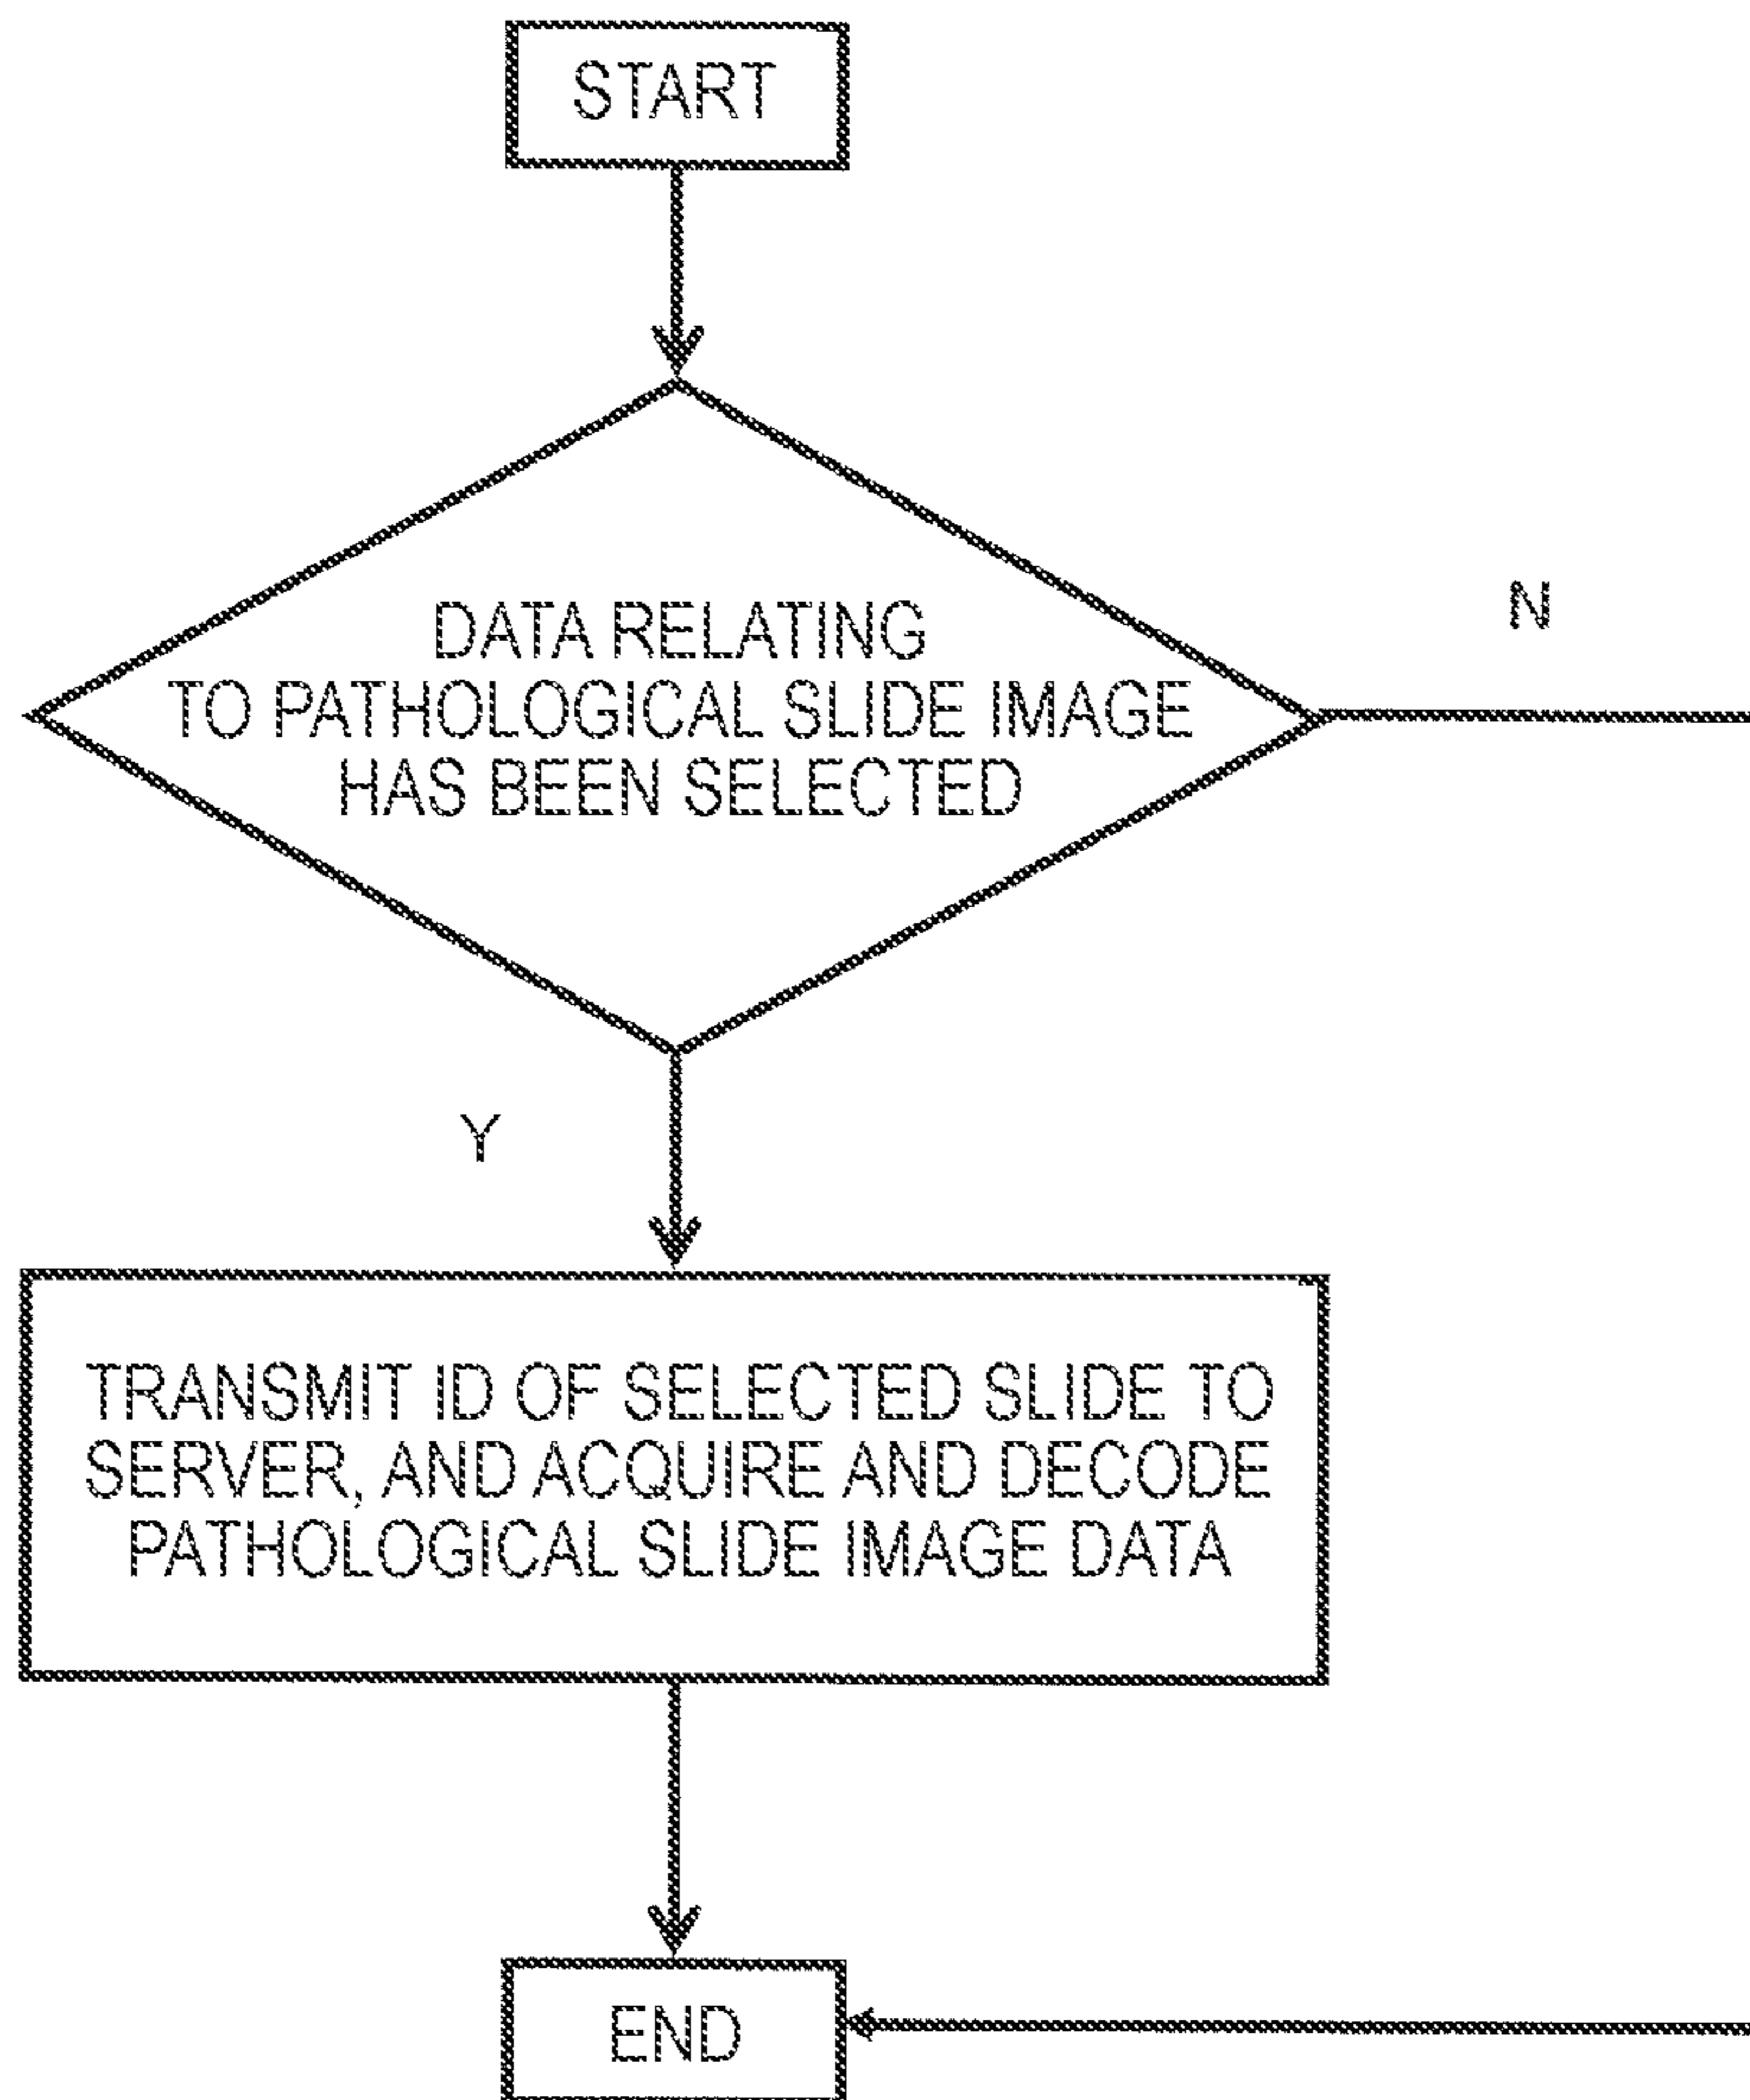 START
DATA RELATING
TO PATHOLOGICAL SLIDE IMAGE
HAS BEEN SELECTED
N
Y
TRANSMIT ID OF SELECTED SLIDE TO
SERVER, AND ACQUIRE AND DECODE
PATHOLOGICAL SLIDE IMAGE DATA
END